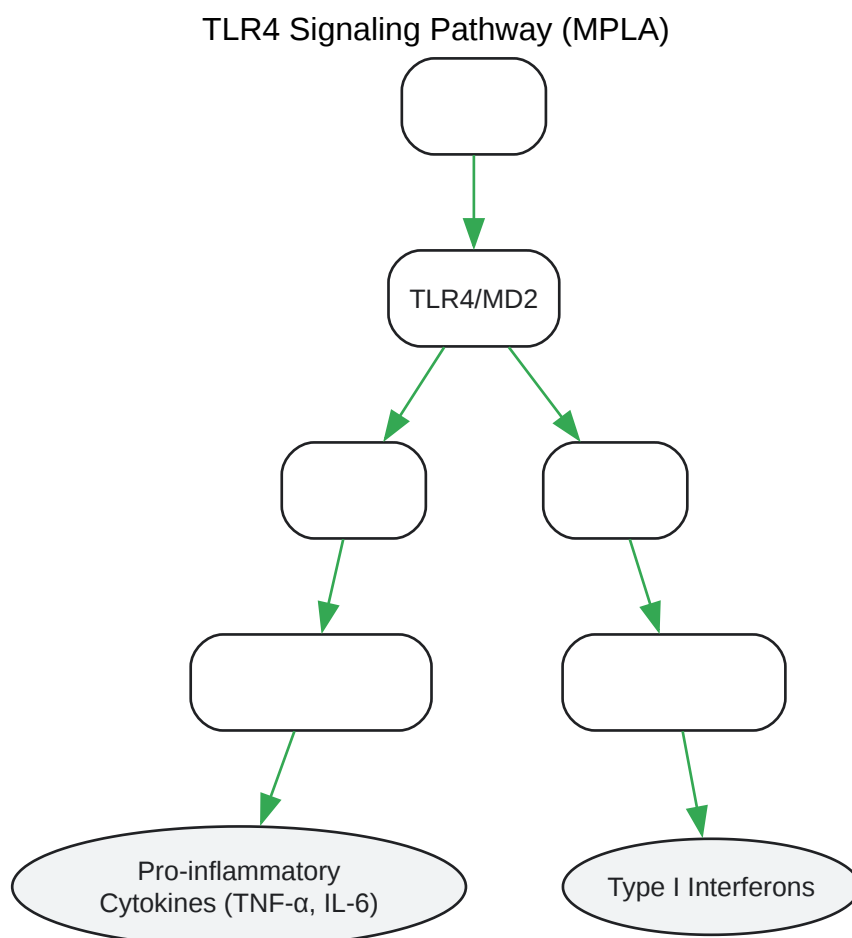 TLR4 Signaling Pathway (MPLA)
TLR4/MD2
Pro-inflammatory
Cytokines (TNF-α, IL-6)
Type I Interferons